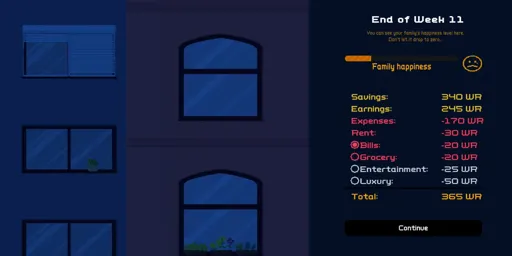 End of Week 11
You can see your family's happiness level here.
Don't let it drop to zero...
Family happiness
Savings: 340 WR
Earnings: 245 WR
Expenses: -170 WR
Rent: -30 WR
Bills: -20 WR
Grocery: -20 WR
Entertainment: -25 WR
Luxury: -50 WR
Total: 365 WR
Continue